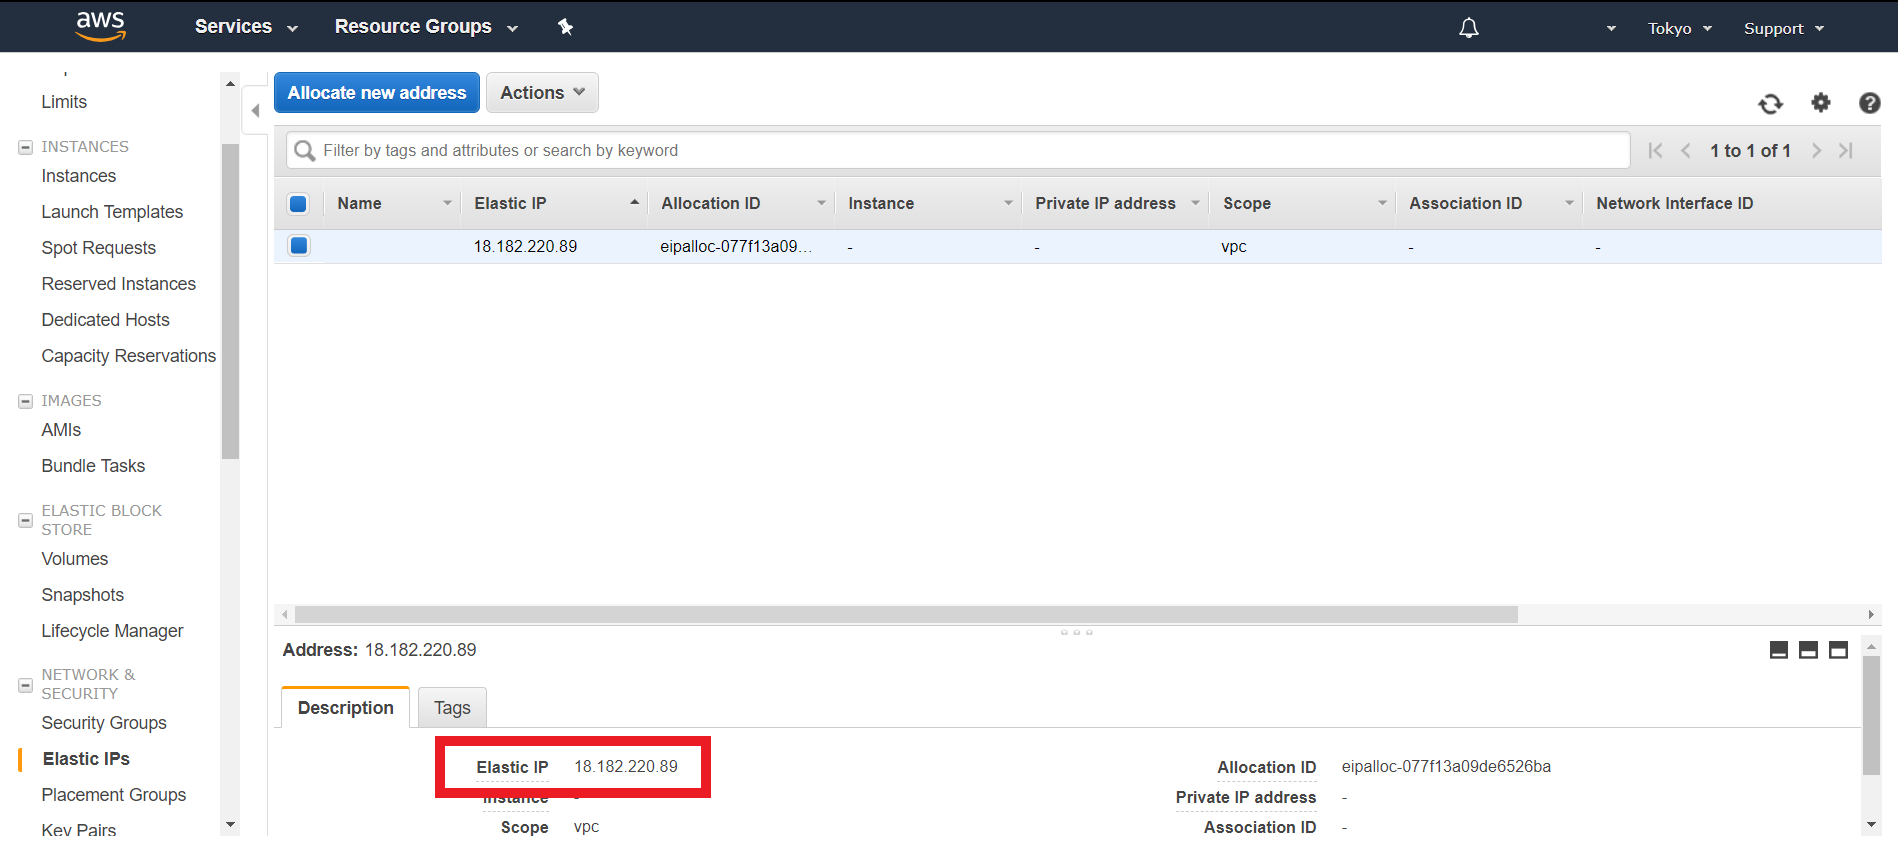 aws Services Resource Groups Tokyo Support
Limits
INSTANCES
Instances
Launch Templates
Spot Requests
Reserved Instances
Dedicated Hosts
Capacity Reservations
IMAGES
AMIs
Bundle Tasks
ELASTIC BLOCK
STORE
Volumes
Snapshots
Lifecycle Manager
NETWORK &
SECURITY
Security Groups
Elastic IPs
Placement Groups
Key Pairs
Allocate new address Actions
Filter by tags and attributes or search by keyword 1 to 1 of 1
Name Elastic IP Allocation ID Instance Private IP address Scope Association ID Network Interface ID
18.182.220.89 eipalloc-077f13a09... - - vpc - -
Address: 18.182.220.89
Description Tags
Elastic IP 18.182.220.89 Allocation ID eipalloc-077f13a09de6526ba
Instance - Private IP address -
Scope vpc Association ID -